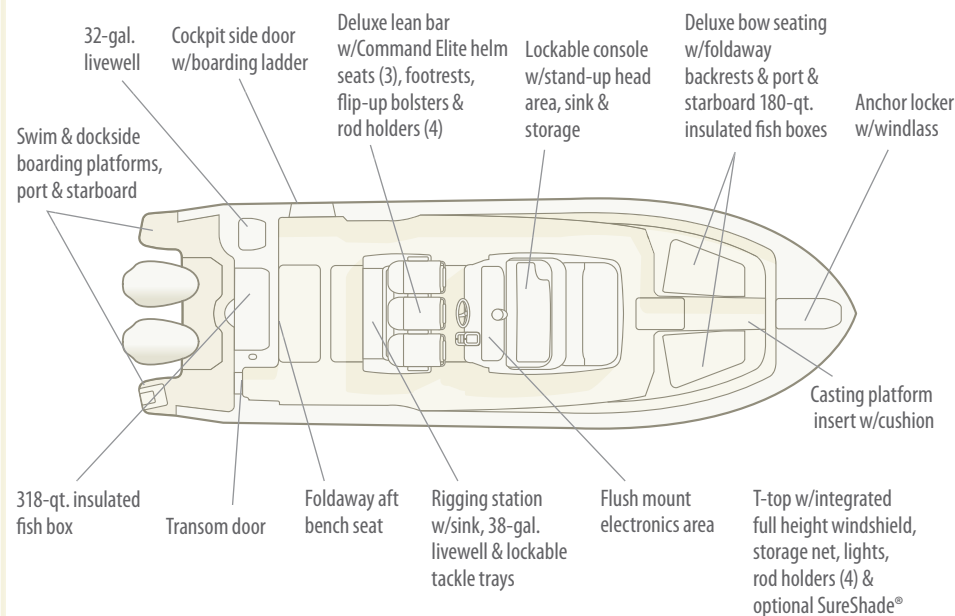 32-gal.
livewell
Cockpit side door
w/boarding ladder
Deluxe lean bar
w/Command Elite helm
seats (3), footrests,
flip-up bolsters &
rod holders (4)
Lockable console
w/stand-up head
area, sink &
storage
Deluxe bow seating
w/foldaway
backrests & port &
starboard 180-qt.
insulated fish boxes
Anchor locker
w/windlass
Swim & dockside
boarding platforms,
port & starboard
Casting platform
insert w/cushion
318-qt. insulated
fish box
Transom door
Foldaway aft
bench seat
Rigging station
w/sink, 38-gal.
livewell & lockable
tackle trays
Flush mount
electronics area
T-top w/integrated
full height windshield,
storage net, lights,
rod holders (4) &
optional SureShade®